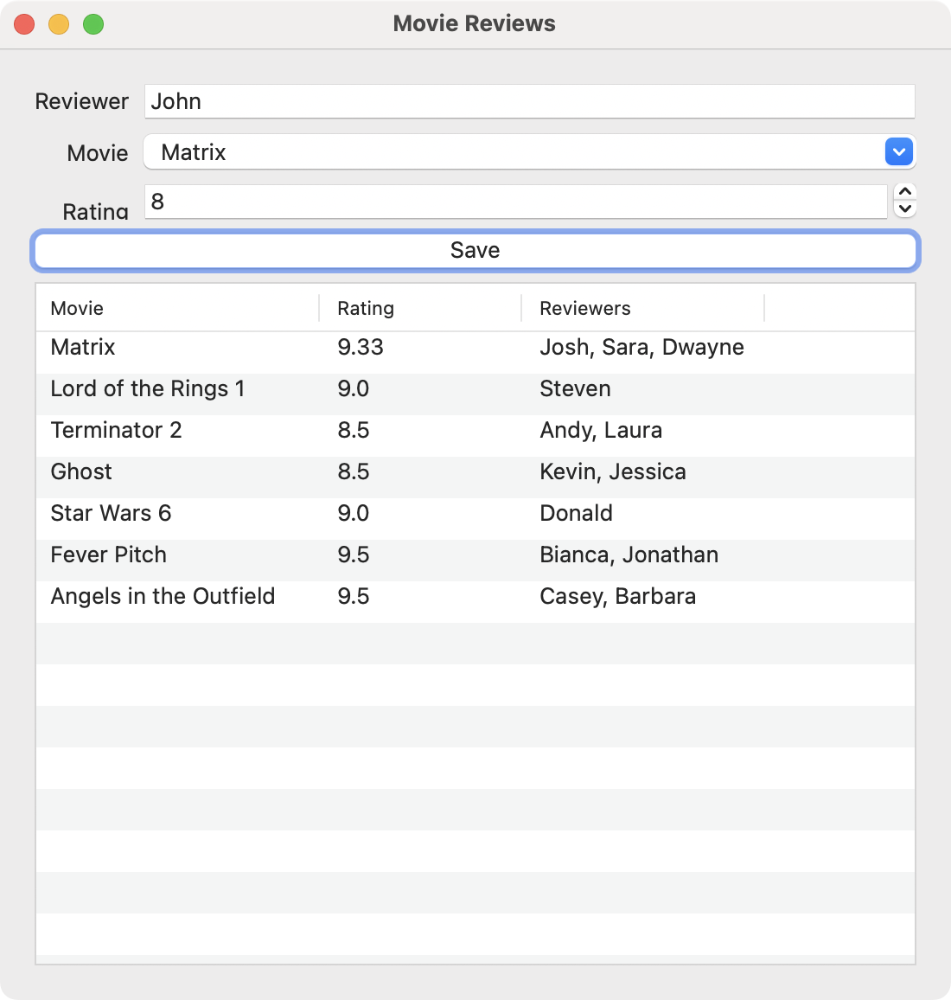 Movie Reviews
Reviewer John
Movie Matrix
Rating 8
Save
Movie Rating Reviewers
Matrix 9.33 Josh, Sara, Dwayne
Lord of the Rings 1 9.0 Steven
Terminator 2 8.5 Andy, Laura
Ghost 8.5 Kevin, Jessica
Star Wars 6 9.0 Donald
Fever Pitch 9.5 Bianca, Jonathan
Angels in the Outfield 9.5 Casey, Barbara